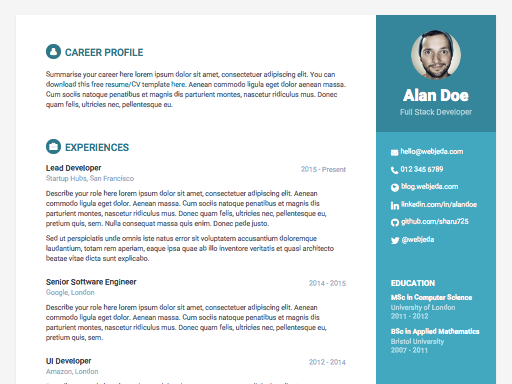 CAREER PROFILE
Summarise your career here lorem ipsum dolor sit amet, consectetuer adipiscing elit. You can
download this free resume/CV template here. Aenean commodo ligula eget dolor aenean massa.
Cum sociis natoque penatibus et magnis dis parturient montes, nascetur ridiculus mus. Donec
quam felis, ultricies nec, pellentesque eu.
EXPERIENCES
Lead Developer
2015 - Present
Startup Hubs, San Francisco
Describe your role here lorem ipsum dolor sit amet, consectetuer adipiscing elit. Aenean
commodo ligula eget dolor. Aenean massa. Cum sociis natoque penatibus et magnis dis
parturient montes, nascetur ridiculus mus. Donec quam felis, ultricies nec, pellentesque eu,
pretium quis, sem. Nulla consequat massa quis enim. Donec pede justo.
Sed ut perspiciatis unde omnis iste natus error sit voluptatem accusantium doloremque
laudantium, totam rem aperiam, eaque ipsa quae ab illo inventore veritatis et quasi architecto
beatae vitae dicta sunt explicabo.
Senior Software Engineer
2014 - 2015
Google, London
Describe your role here lorem ipsum dolor sit amet, consectetuer adipiscing elit. Aenean
commodo ligula eget dolor. Aenean massa. Cum sociis natoque penatibus et magnis dis
parturient montes, nascetur ridiculus mus. Donec quam felis, ultricies nec, pellentesque eu,
pretium quis, sem.
UI Developer
2012 - 2014
Amazon, London
Alan Doe
Full Stack Developer
hello@webjeda.com
012 345 6789
blog.webjeda.com
linkedin.com/in/alandoe
github.com/sharu725
@webjeda
EDUCATION
MSc in Computer Science
University of London
2011 - 2012
BSc in Applied Mathematics
Bristol University
2007 - 2011